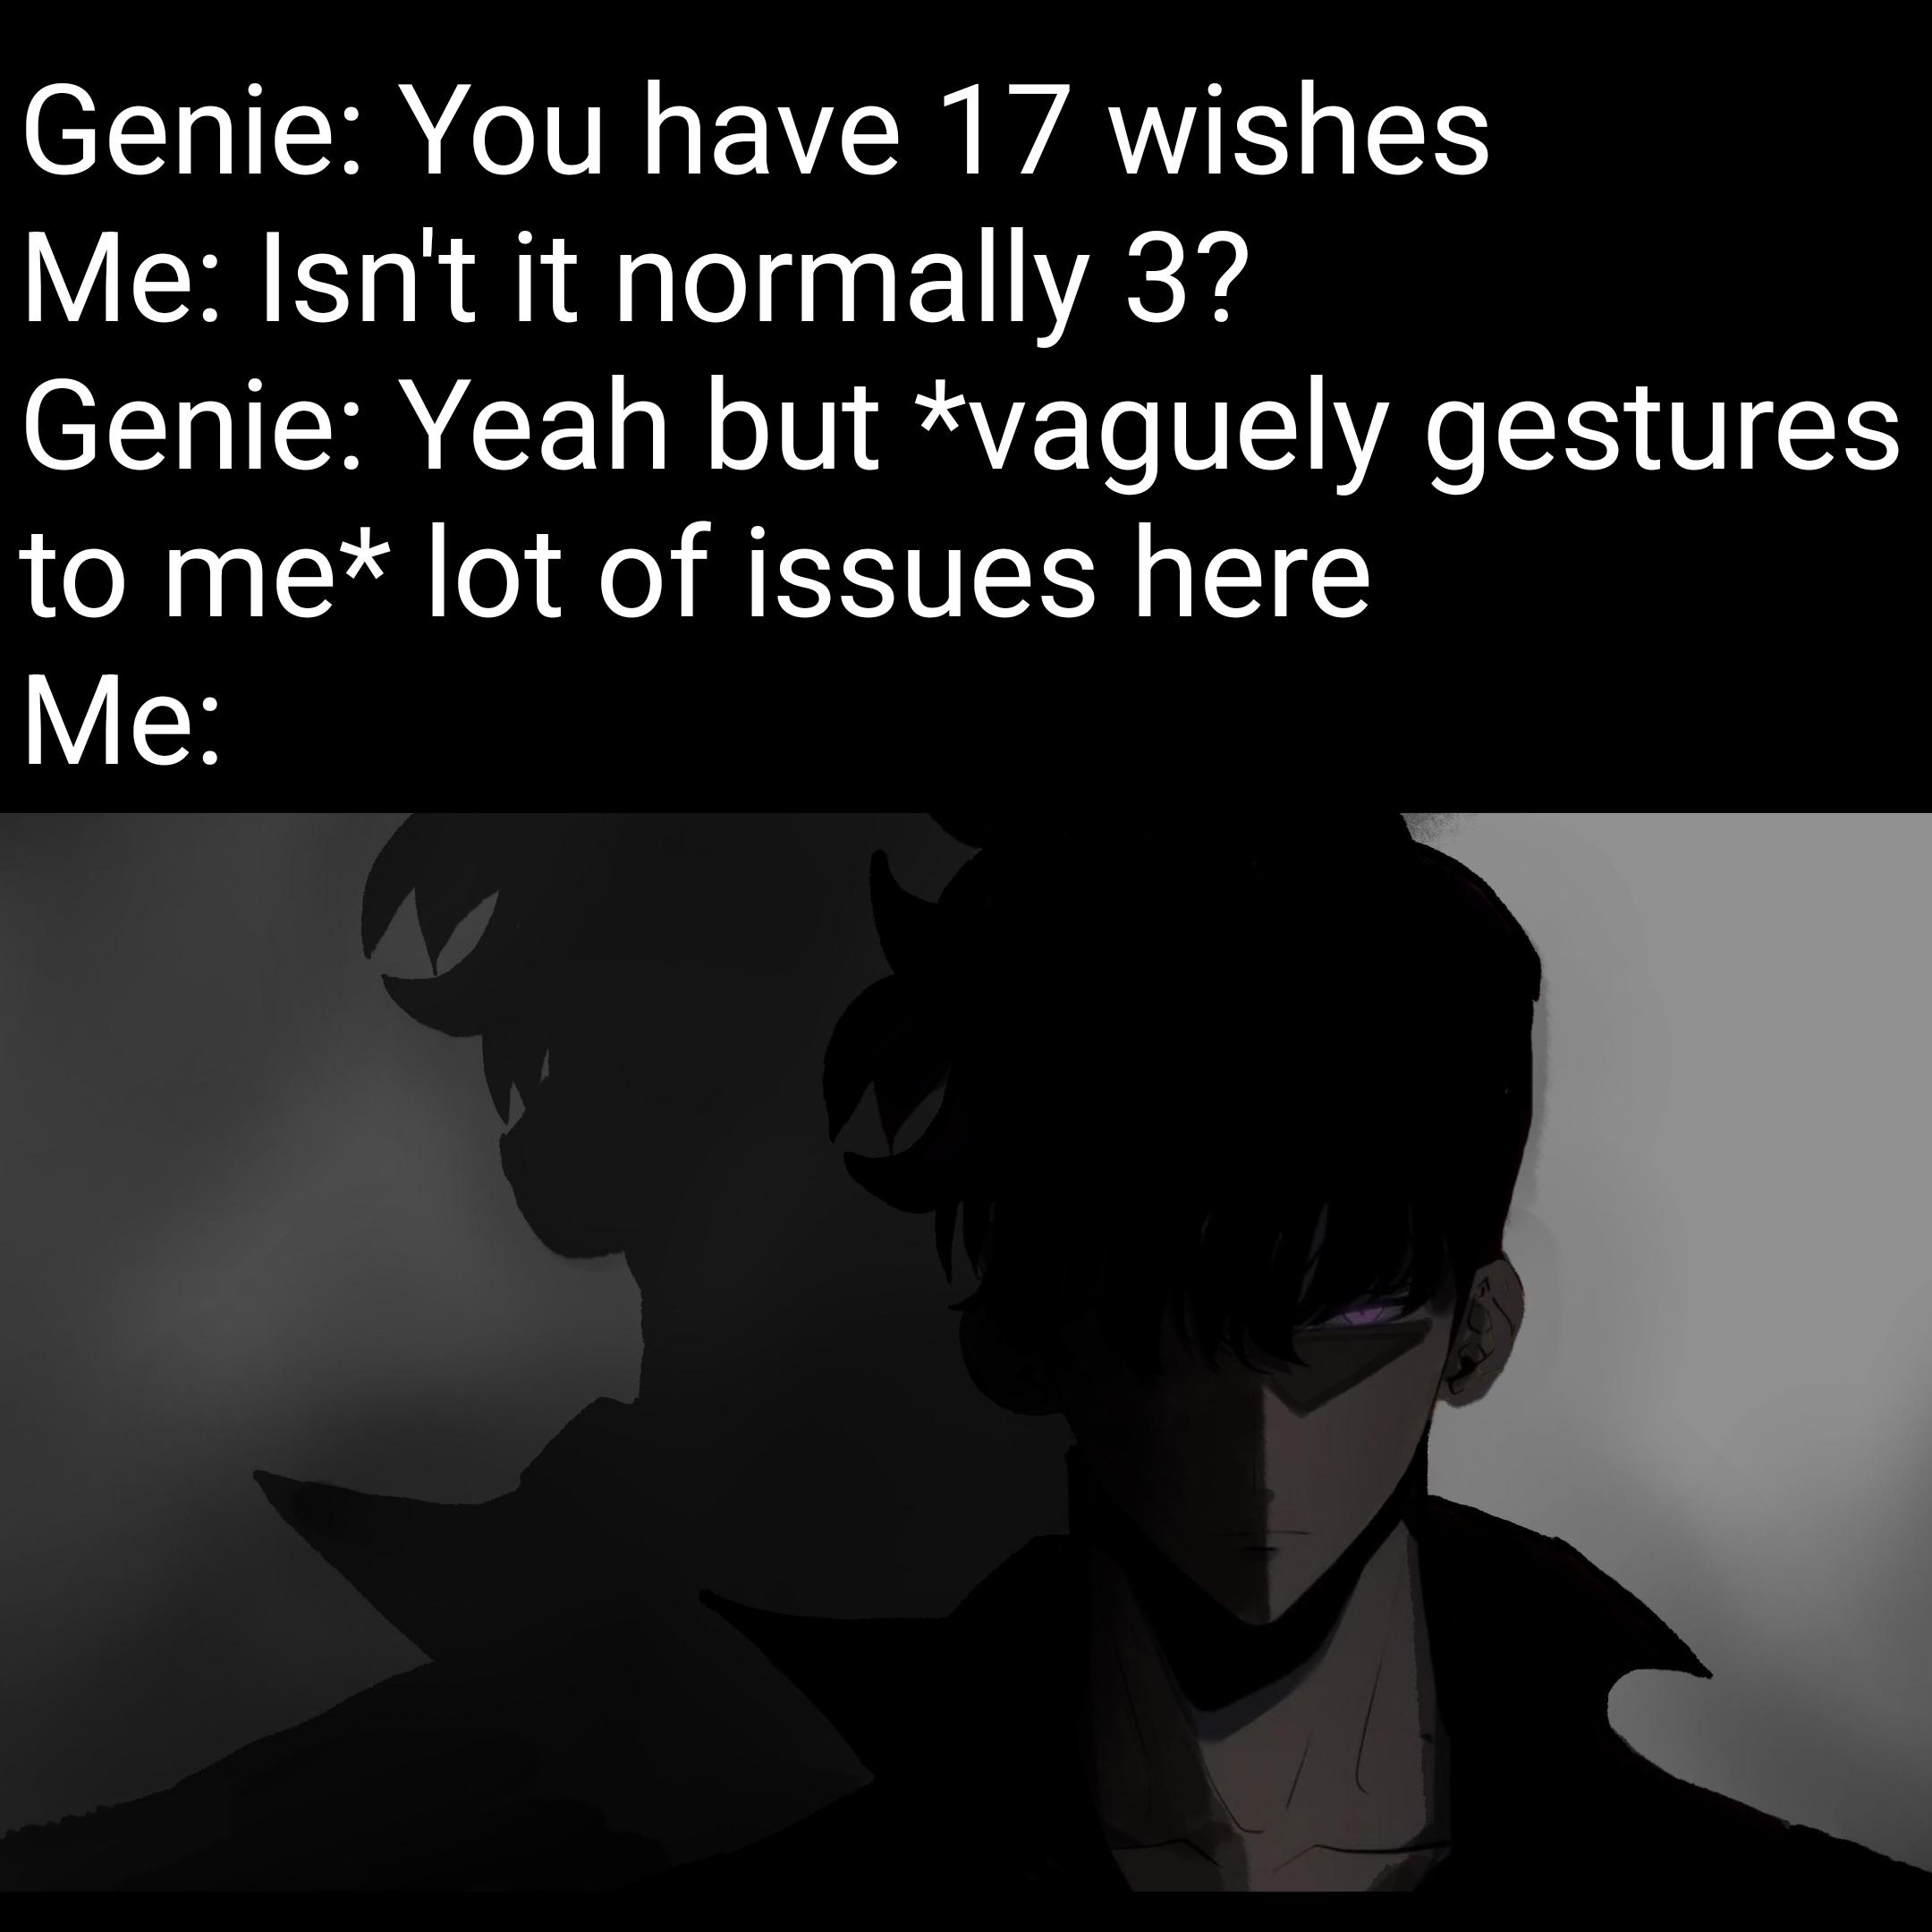 Genie: You have 17 wishes
Me: Isn't it normally 3?
Genie: Yeah but *vaguely gestures
to me* lot of issues here
Me: